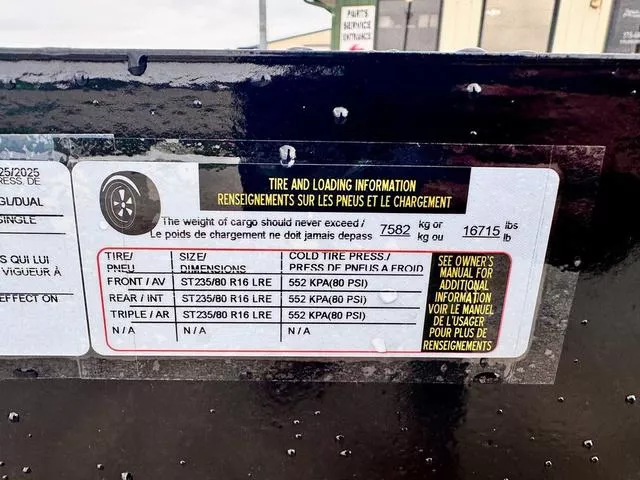 PARTS
SERVICE
ENTRANCE
25/2025
RESS. DE
GL/DUAL
SINGLE
S QUI LUI
VIGUEUR À
EFFECT ON
TIRE AND LOADING INFORMATION
RENSEIGNEMENTS SUR LES PNEUS ET LE CHARGEMENT
The weight of cargo should never exceed / 7582 kg or 16715 lbs
Le poids de chargement ne doit jamais depass kg ou lb
TIRE/ SIZE/ COLD TIRE PRESS./
PNEU DIMENSIONS PRESS DE PNEUS A FROID
FRONT / AV ST235/80 R16 LRE 552 KPA(80 PSI)
REAR / INT ST235/80 R16 LRE 552 KPA(80 PSI)
TRIPLE / AR ST235/80 R16 LRE 552 KPA(80 PSI)
N / A N / A N / A
SEE OWNER'S
MANUAL FOR
ADDITIONAL
INFORMATION
VOIR LE MANUEL
DE L'USAGER
POUR PLUS DE
RENSEIGNEMENTS